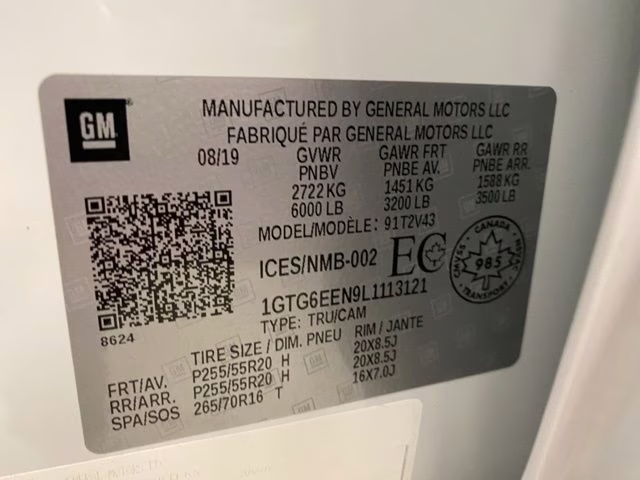 GM
MANUFACTURED BY GENERAL MOTORS LLC
FABRIQUÉ PAR GENERAL MOTORS LLC
08/19 GVWR GAWR FRT GAWR RR
PNBV PNBE AV. PNBE ARR.
2722 KG 1451 KG 1588 KG
6000 LB 3200 LB 3500 LB
MODEL/MODÈLE: 91T2V43
ICES/NMB-002 EC
CANADA
985
CMVSS NSVAC
1GTG6EEN9L1113121
TYPE: TRU/CAM
8624
TIRE SIZE / DIM. PNEU RIM / JANTE
FRT/AV. P255/55R20 H 20X8.5J
RR/ARR. P255/55R20 H 20X8.5J
SPA/SOS 265/70R16 T 16X7.0J